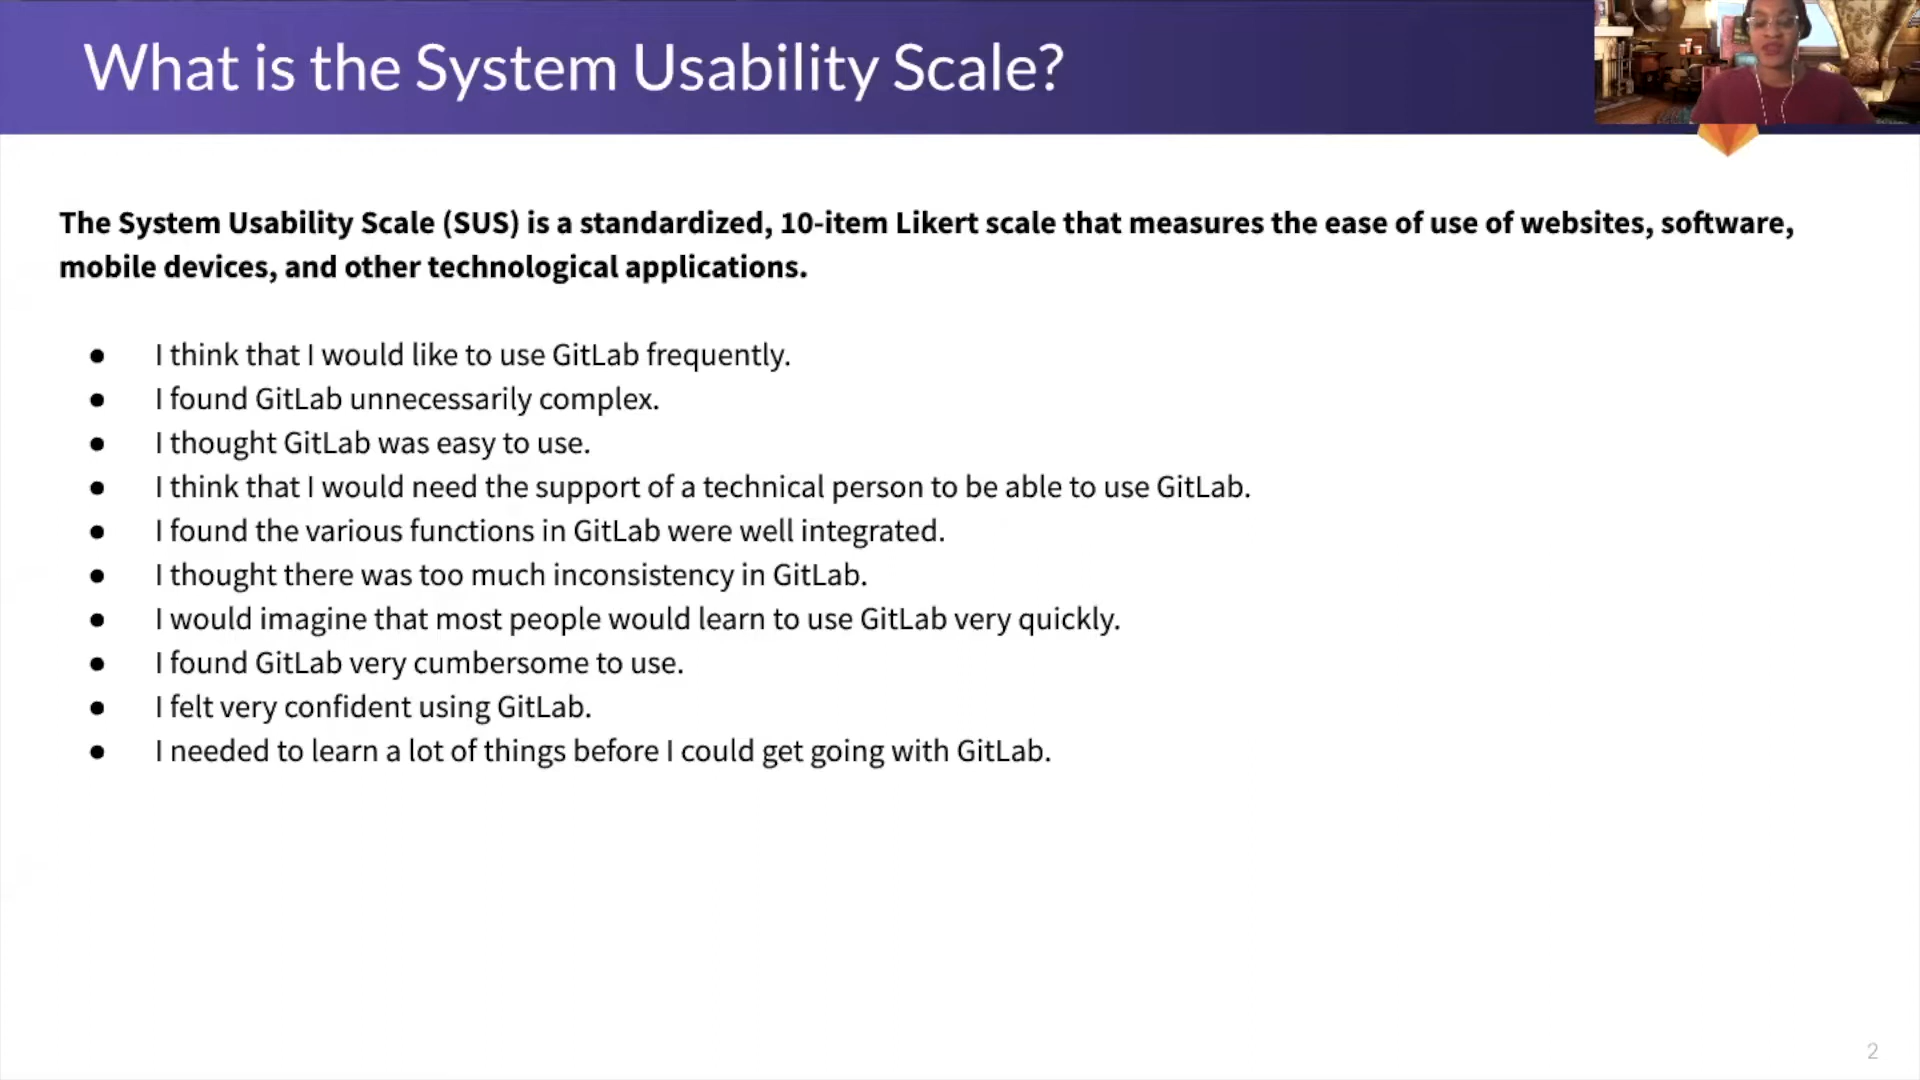 What is the System Usability Scale?
The System Usability Scale (SUS) is a standardized, 10-item Likert scale that measures the ease of use of websites, software,
mobile devices, and other technological applications.
● I think that I would like to use GitLab frequently.
● I found GitLab unnecessarily complex.
● I thought GitLab was easy to use.
● I think that I would need the support of a technical person to be able to use GitLab.
● I found the various functions in GitLab were well integrated.
● I thought there was too much inconsistency in GitLab.
● I would imagine that most people would learn to use GitLab very quickly.
● I found GitLab very cumbersome to use.
● I felt very confident using GitLab.
● I needed to learn a lot of things before I could get going with GitLab.
2